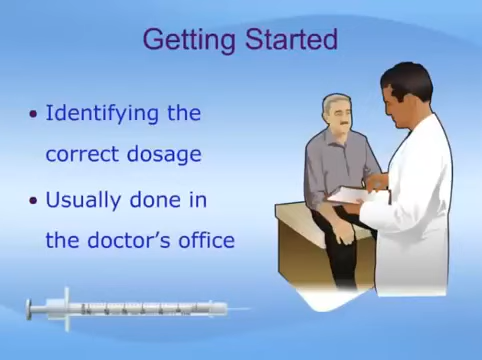 Getting Started
• Identifying the
correct dosage
• Usually done in
the doctor's office